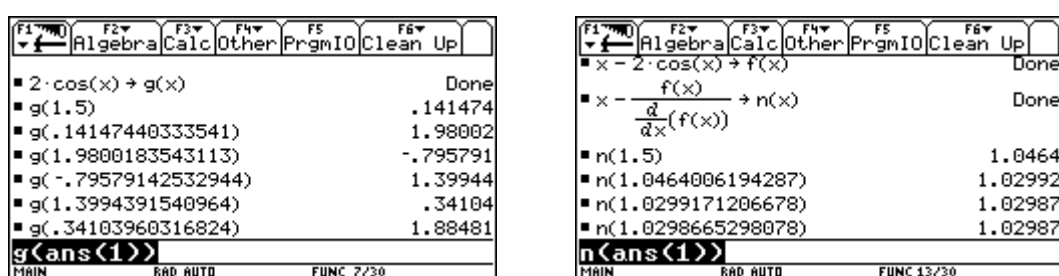 F1 F2 F3 F4 F5 F6
Algebra Calc Other PrgmIO Clean Up
▪ 2·cos(x) → g(x) Done
▪ g(1.5) .141474
▪ g(.14147440333541) 1.98002
▪ g(1.9800183543113) -.795791
▪ g(-.79579142532944) 1.39944
▪ g(1.3994391540964) .34104
▪ g(.34103960316824) 1.88481
g(ans(1))
MAIN RAD AUTO FUNC 7/30
F1 F2 F3 F4 F5 F6
Algebra Calc Other PrgmIO Clean Up
▪ x - 2·cos(x) → f(x) Done
▪ x - f(x) / d/dx(f(x)) → n(x) Done
▪ n(1.5) 1.0464
▪ n(1.0464006194287) 1.02992
▪ n(1.0299171206678) 1.02987
▪ n(1.0298665298078) 1.02987
n(ans(1))
MAIN RAD AUTO FUNC 13/30